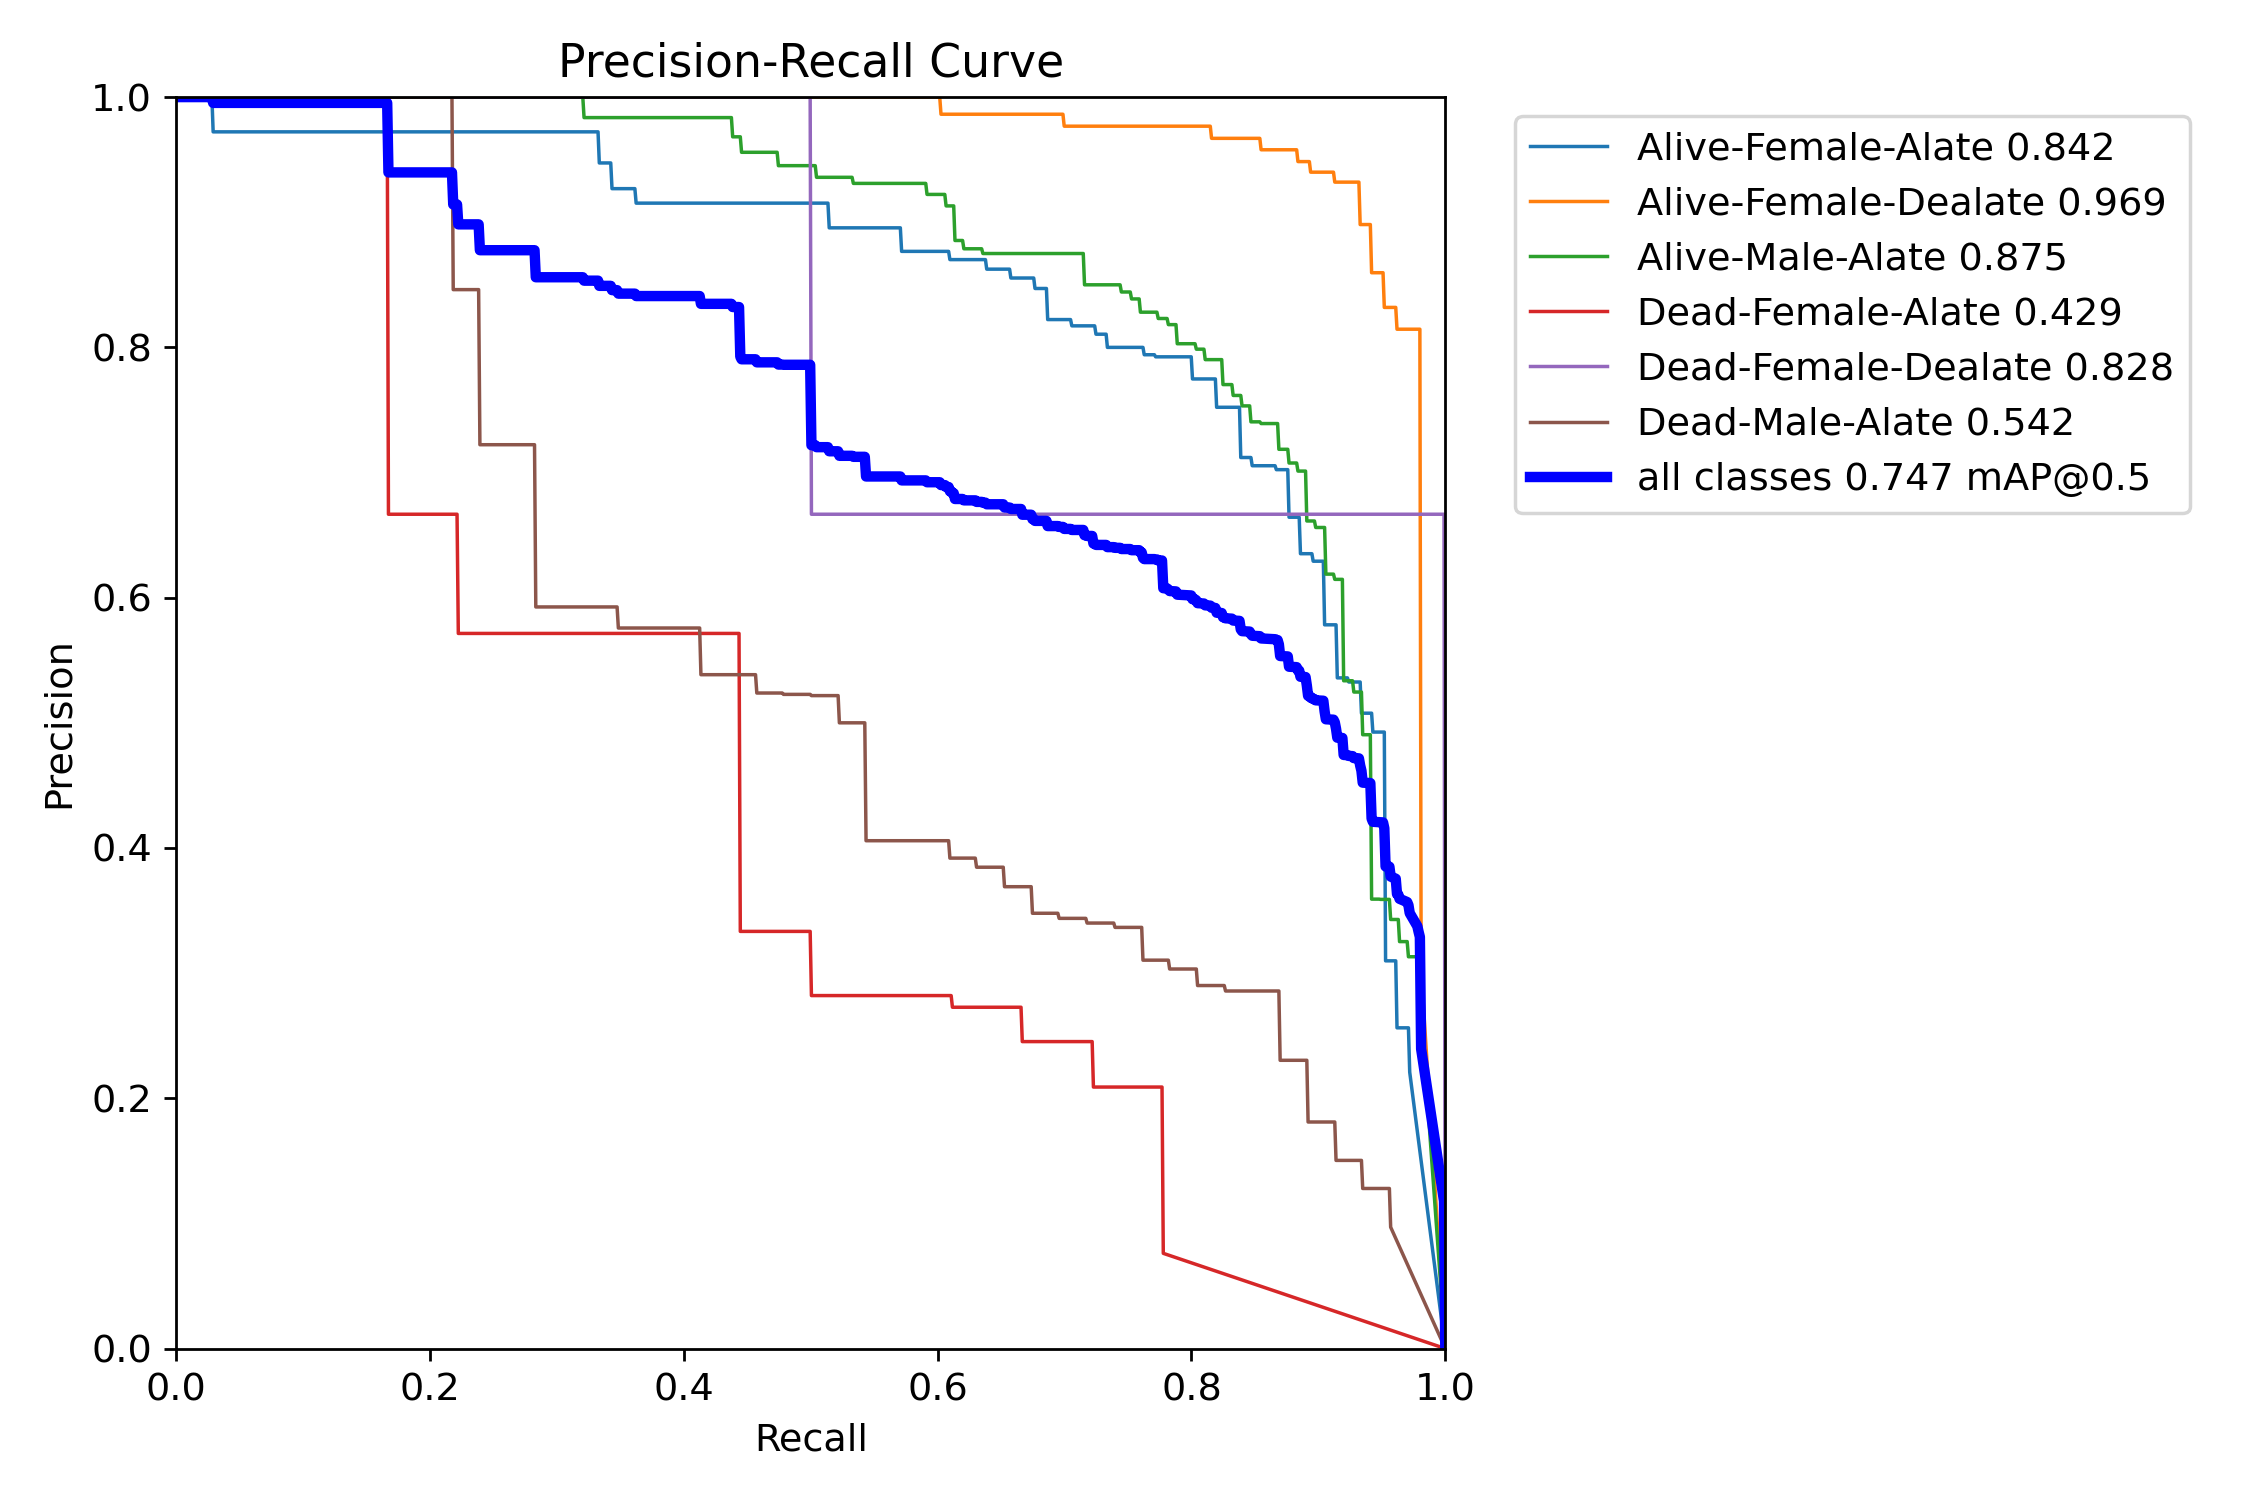 Precision-Recall Curve
1.0
0.8
0.6
0.4
0.2
0.0
Precision
0.0 0.2 0.4 0.6 0.8 1.0
Recall
Alive-Female-Alate 0.842
Alive-Female-Dealate 0.969
Alive-Male-Alate 0.875
Dead-Female-Alate 0.429
Dead-Female-Dealate 0.828
Dead-Male-Alate 0.542
all classes 0.747 mAP@0.5